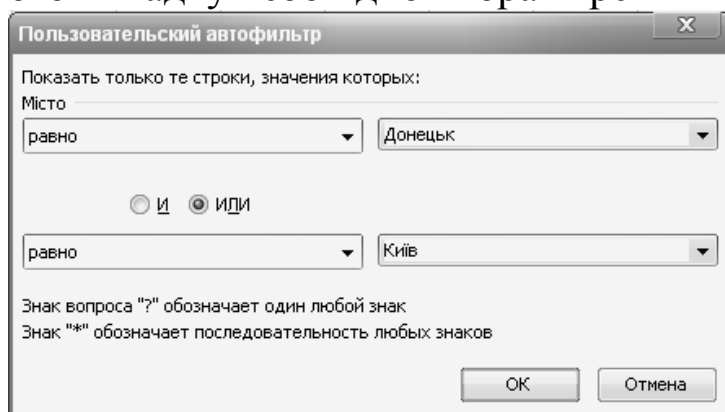 Пользовательский автофильтр
Показать только те строки, значения которых:
Місто
равно Донецьк
И ИЛИ
равно Київ
Знак вопроса "?" обозначает один любой знак
Знак "*" обозначает последовательность любых знаков
ОК Отмена